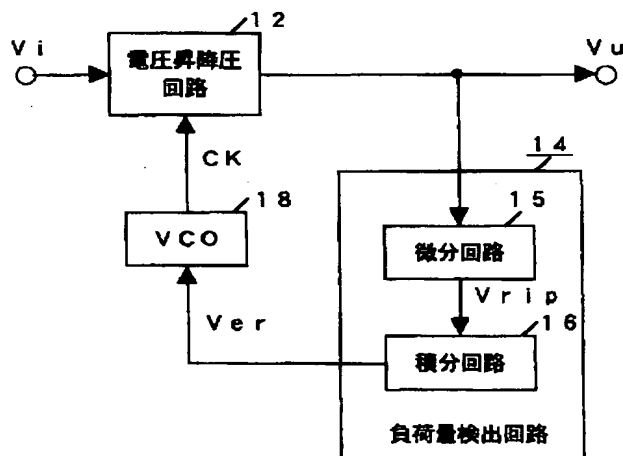 12
Vi
電圧昇降圧
回路
Vu
CK
14
18
15
VCO
微分回路
Vrip
Ver
16
積分回路
負荷量検出回路